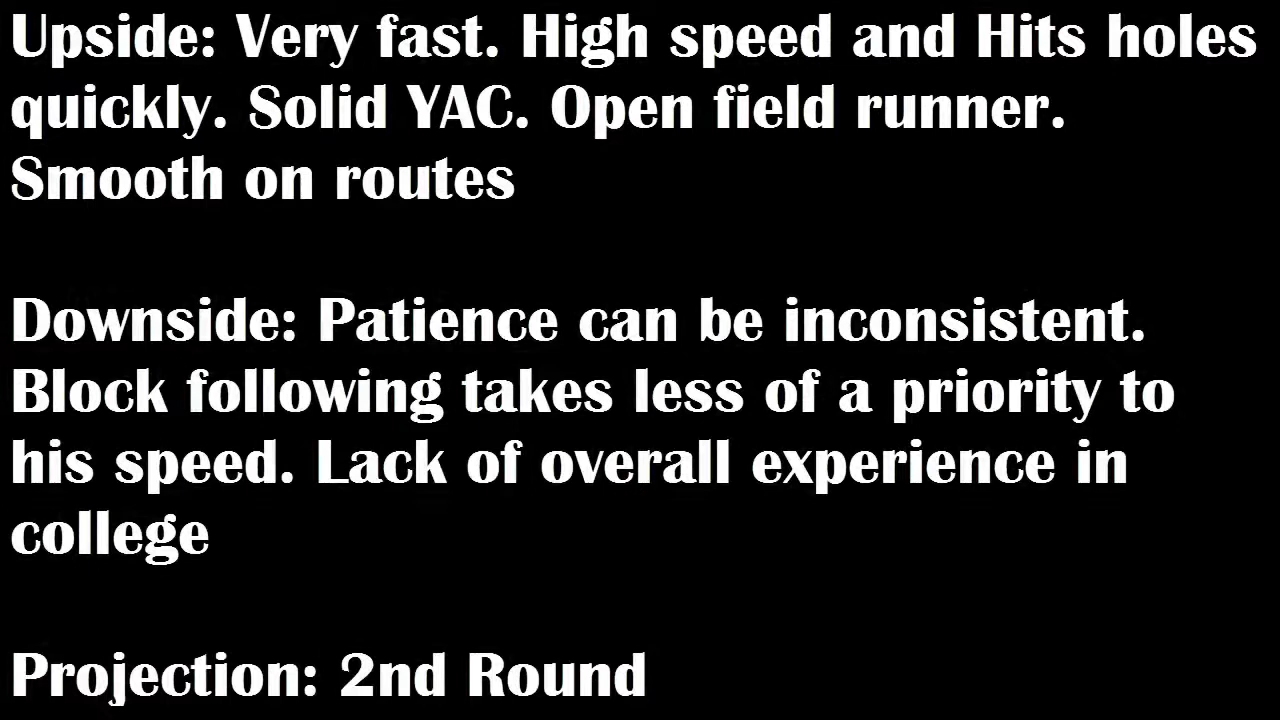 Upside: Very fast. High speed and Hits holes
quickly. Solid YAC. Open field runner.
Smooth on routes
Downside: Patience can be inconsistent.
Block following takes less of a priority to
his speed. Lack of overall experience in
college
Projection: 2nd Round